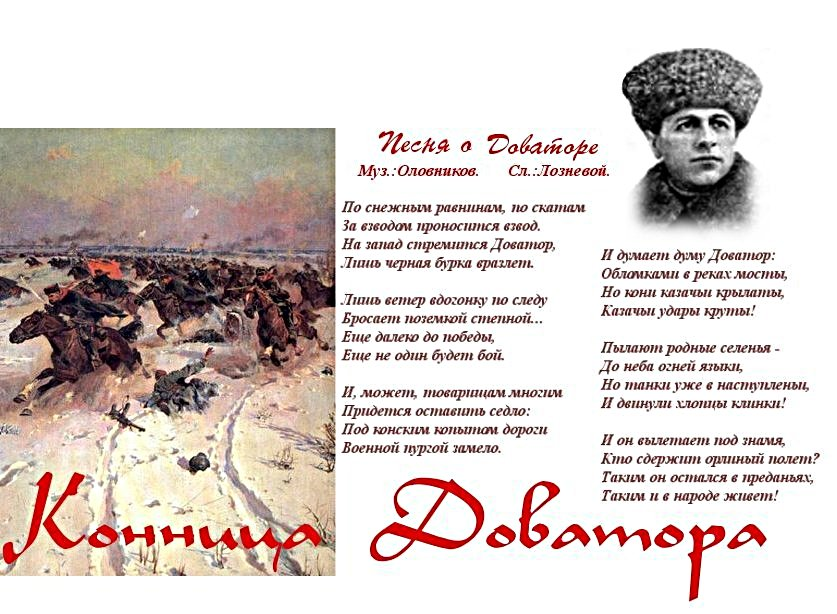 Песня о Доваторе
Муз.:Оловников. Сл.:Лозневой.
По снежным равнинам, по скатам
За взводом проносится взвод.
На запад стремится Доватор,
Лишь черная бурка вразлет.
Лишь ветер вдогонку по следу
Бросает поземкой степной...
Еще далеко до победы,
Еще не один будет бой.
И, может, товарищам многим
Придется оставить седло:
Под конским копытом дороги
Военной пургой замело.
И думает думу Доватор:
Обломками в реках мосты,
Но кони казачьи крылаты,
Казачьи удары круты!
Пылают родные селенья -
До неба огней языки,
Но танки уже в наступленьи,
И двинули хлопцы клинки!
И он вылетает под знамя,
Кто сдержит орлиный полет?
Таким он остался в преданьях,
Таким и в народе живет!
Конница Доватора